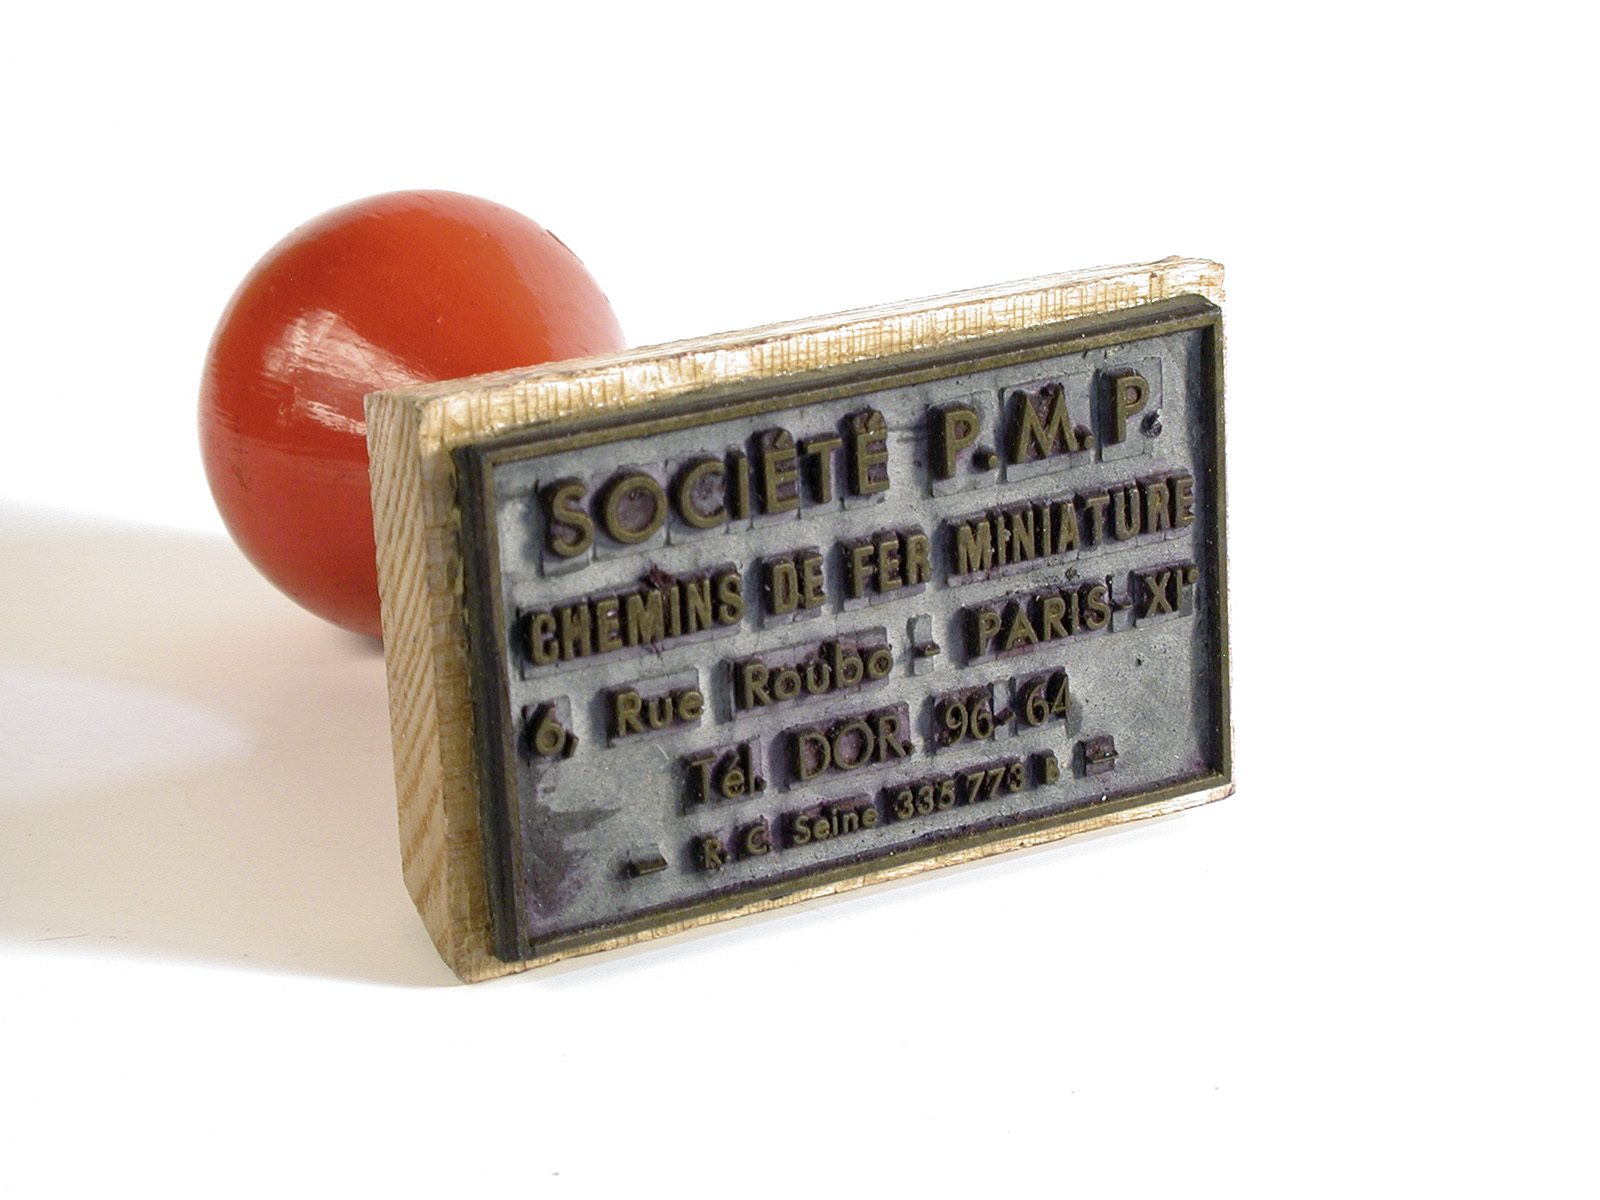 SOCIÉTÉ P.M.P.
CHEMINS DE FER MINIATURE
6, Rue Roubo - PARIS-XIe
Tél. DOR. 96-64
- R.C. Seine 335 773 B -